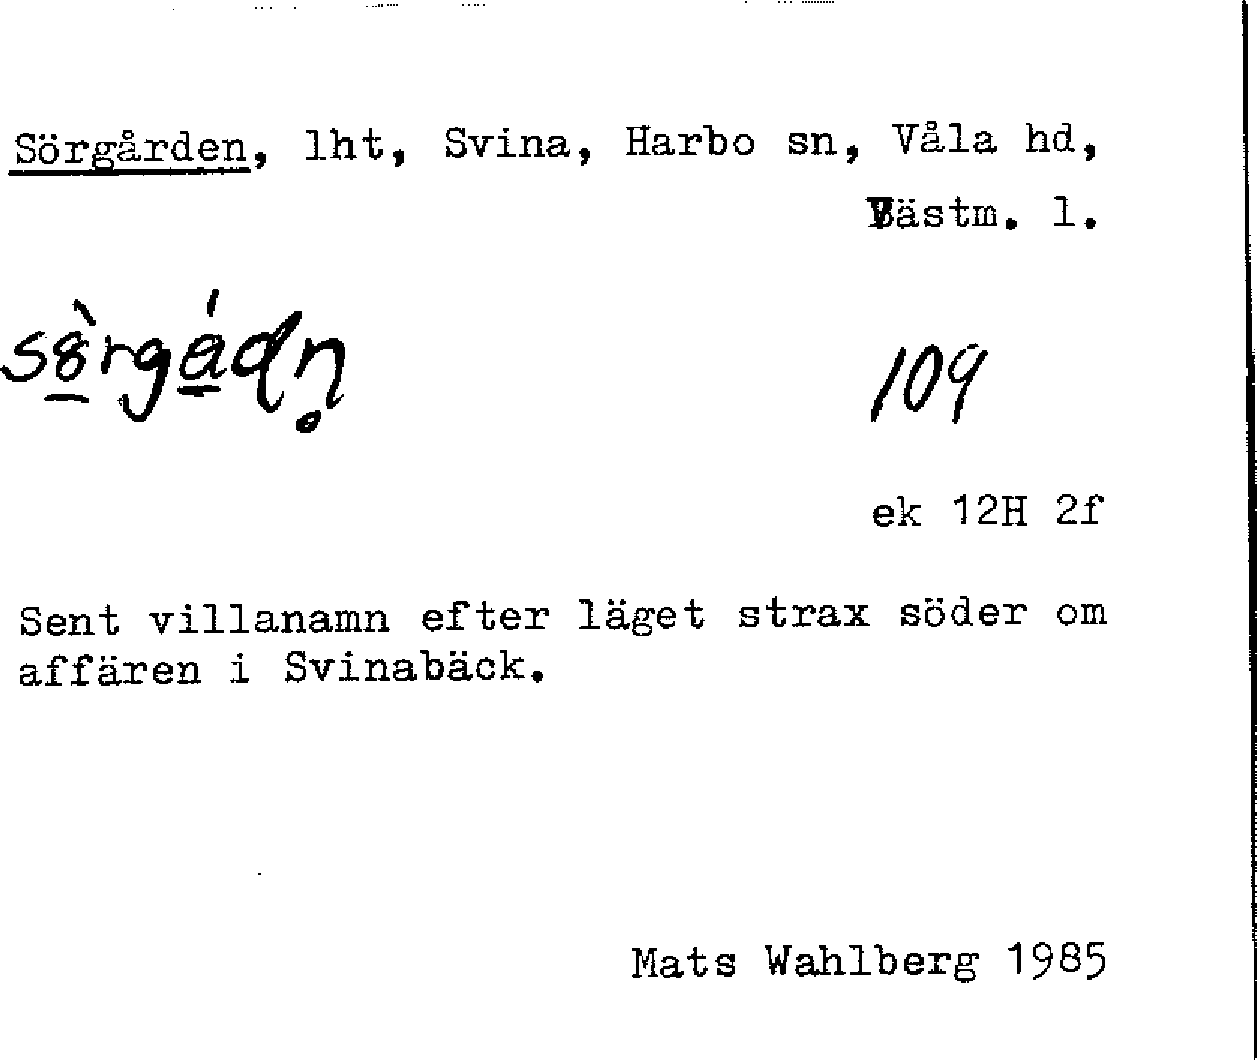 Sörgården, lht, Svina, Harbo sn, Våla hd,
Västm. l.
109
ek 12H 2f
Sent villanamn efter läget strax söder om
affären i Svinabäck.
Mats Wahlberg 1985